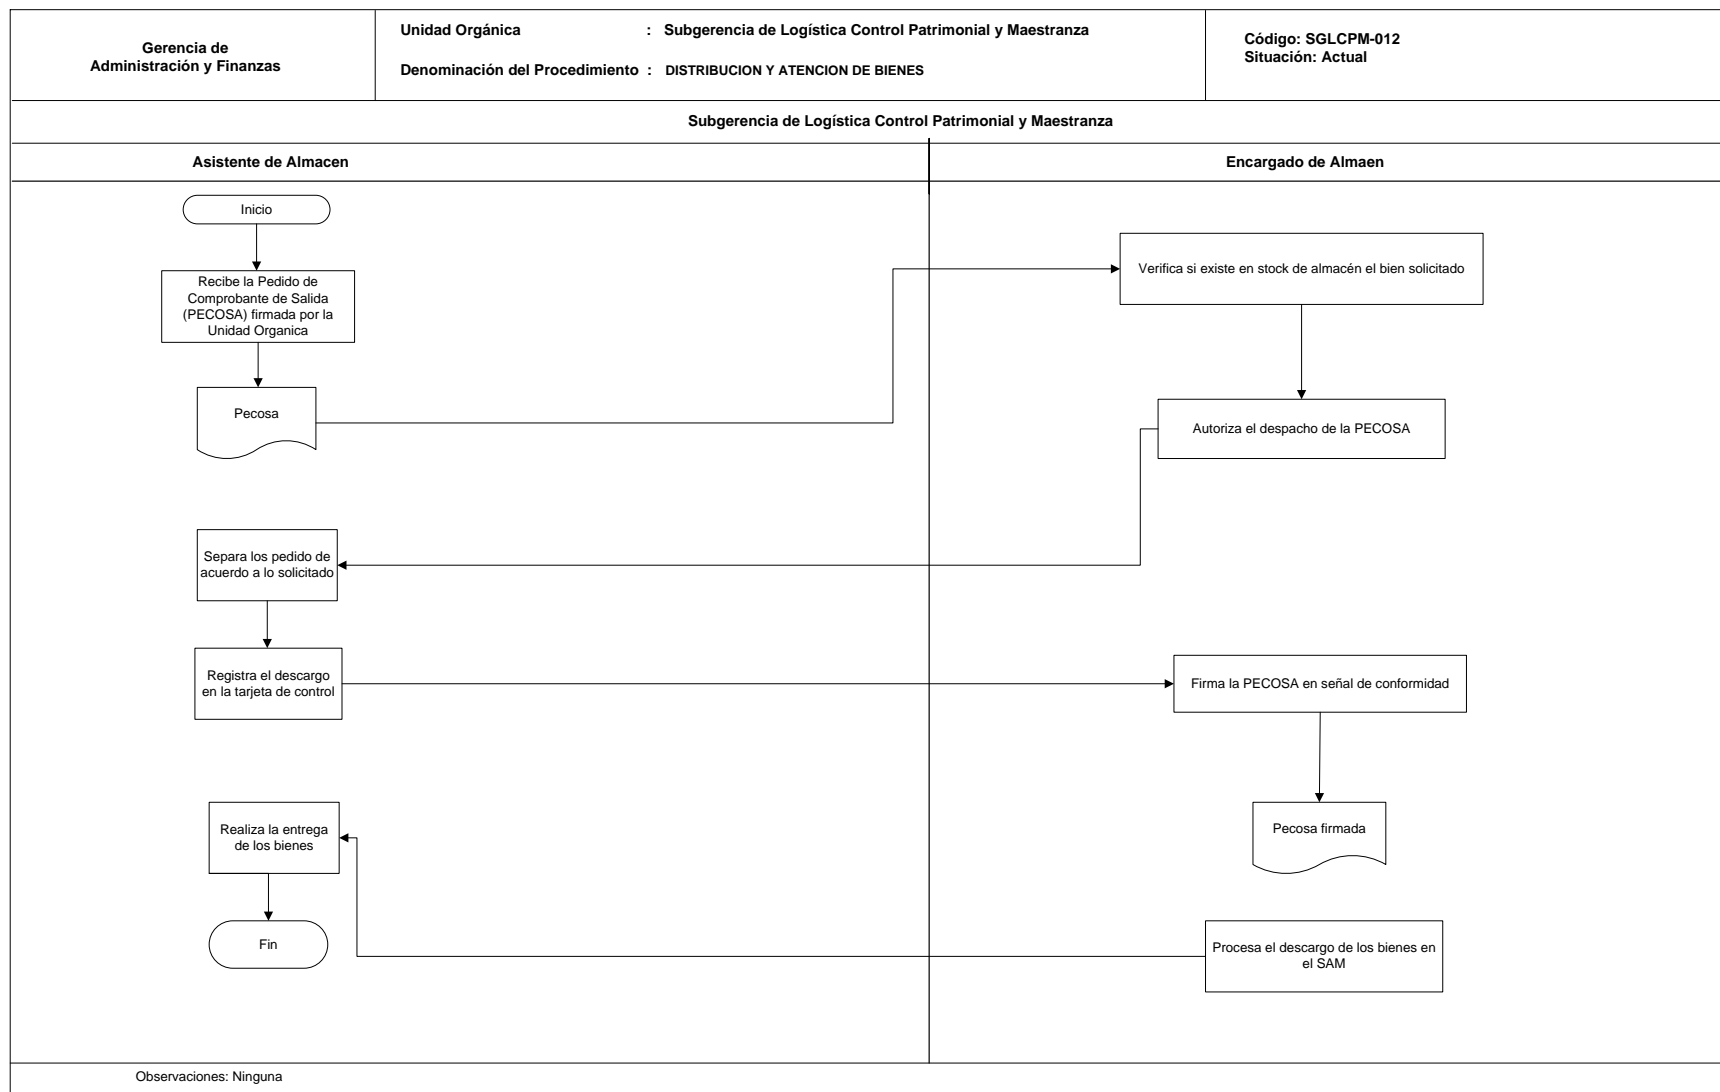 Gerencia de
Administración y Finanzas
Unidad Orgánica : Subgerencia de Logística Control Patrimonial y Maestranza
Denominación del Procedimiento : DISTRIBUCION Y ATENCION DE BIENES
Código: SGLCPM-012
Situación: Actual
Subgerencia de Logística Control Patrimonial y Maestranza
Asistente de Almacen
Encargado de Almaen
Inicio
Recibe la Pedido de
Comprobante de Salida
(PECOSA) firmada por la
Unidad Organica
Verifica si existe en stock de almacén el bien solicitado
Pecosa
Autoriza el despacho de la PECOSA
Separa los pedido de
acuerdo a lo solicitado
Registra el descargo
en la tarjeta de control
Firma la PECOSA en señal de conformidad
Pecosa firmada
Realiza la entrega
de los bienes
Procesa el descargo de los bienes en
el SAM
Fin
Observaciones: Ninguna